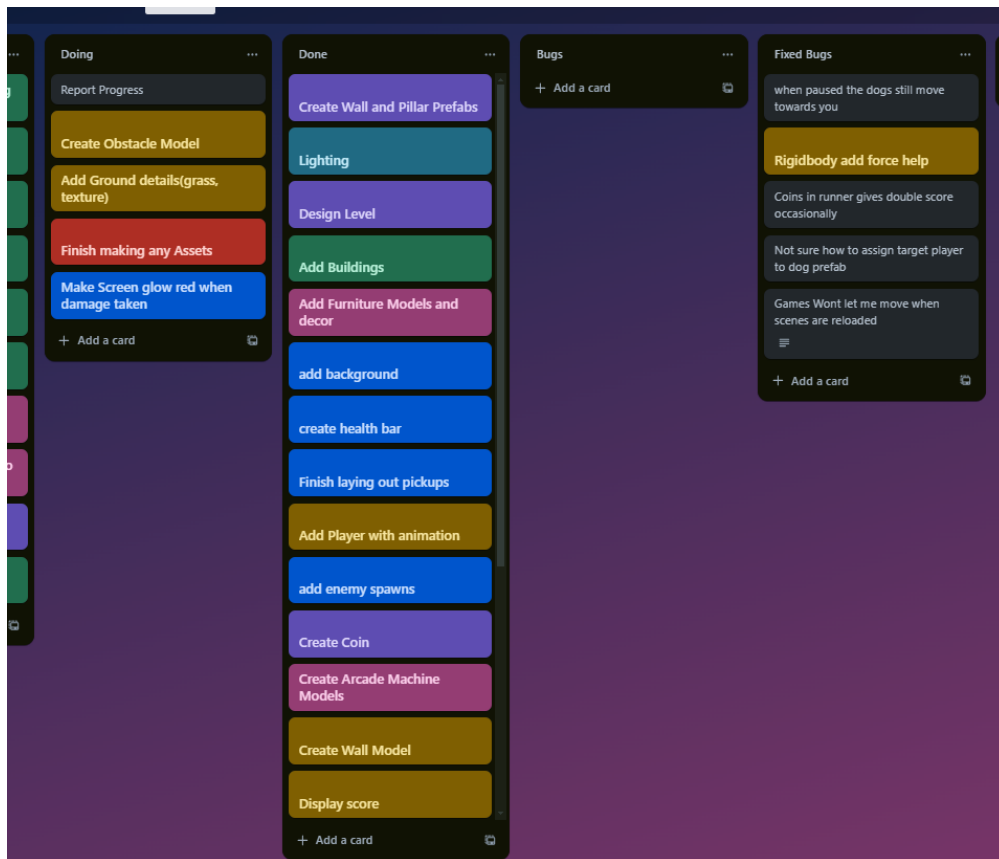 Doing
Report Progress
Create Obstacle Model
Add Ground details(grass,
texture)
Finish making any Assets
Make Screen glow red when
damage taken
+ Add a card
Done
Create Wall and Pillar Prefabs
Lighting
Design Level
Add Buildings
Add Furniture Models and
decor
add background
create health bar
Finish laying out pickups
Add Player with animation
add enemy spawns
Create Coin
Create Arcade Machine
Models
Create Wall Model
Display score
+ Add a card
Bugs
+ Add a card
Fixed Bugs
when paused the dogs still move
towards you
Rigidbody add force help
Coins in runner gives double score
occasionally
Not sure how to assign target player
to dog prefab
Games Wont let me move when
scenes are reloaded
+ Add a card